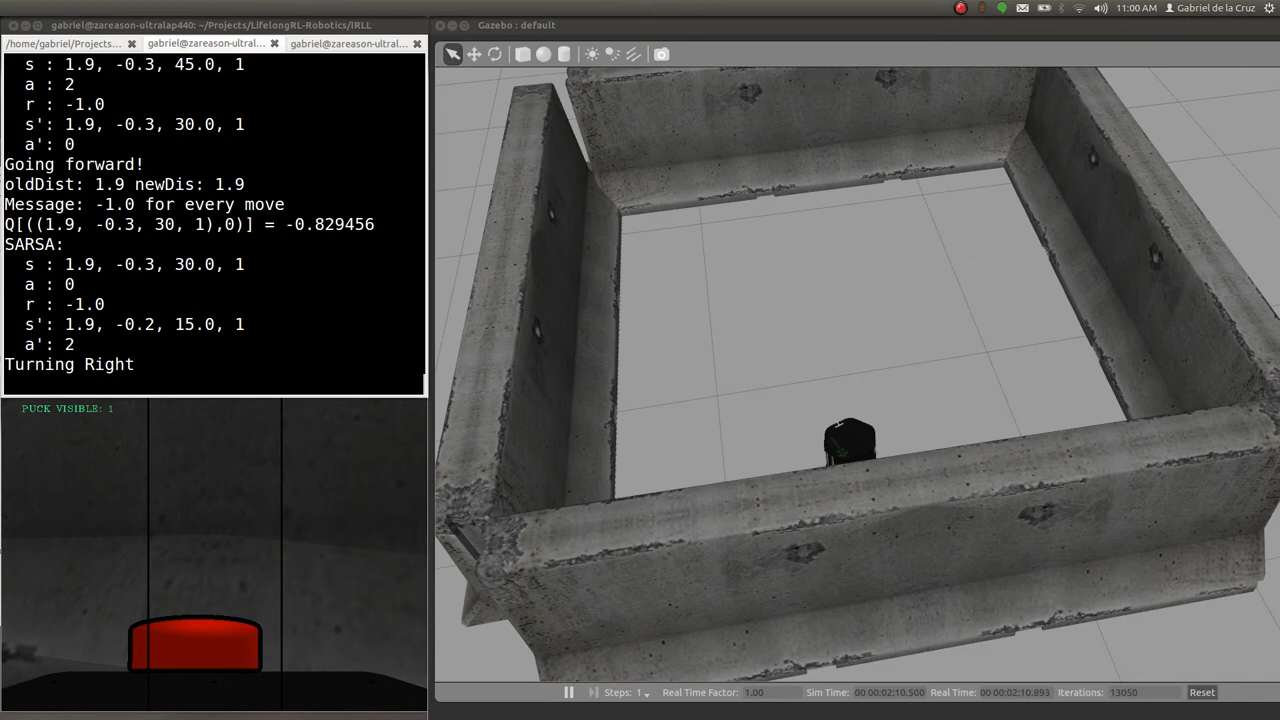 11:00 AM
Gabriel de la Cruz
gabriel@zareason-ultralap440: ~/Projects/LifelongRL-Robotics/IRLL
Gazebo : default
/home/gabriel/Projects...
gabriel@zareason-ultral...
gabriel@zareason-ultral...
s : 1.9, -0.3, 45.0, 1
a : 2
r : -1.0
s': 1.9, -0.3, 30.0, 1
a': 0
Going forward!
oldDist: 1.9 newDis: 1.9
Message: -1.0 for every move
Q[((1.9, -0.3, 30, 1),0)] = -0.829456
SARSA:
s : 1.9, -0.3, 30.0, 1
a : 0
r : -1.0
s': 1.9, -0.2, 15.0, 1
a': 2
Turning Right
PUCK VISIBLE: 1
Steps: 1
Real Time Factor: 1.00
Sim Time: 00 00:02:10.500
Real Time: 00 00:02:10.893
Iterations: 13050
Reset